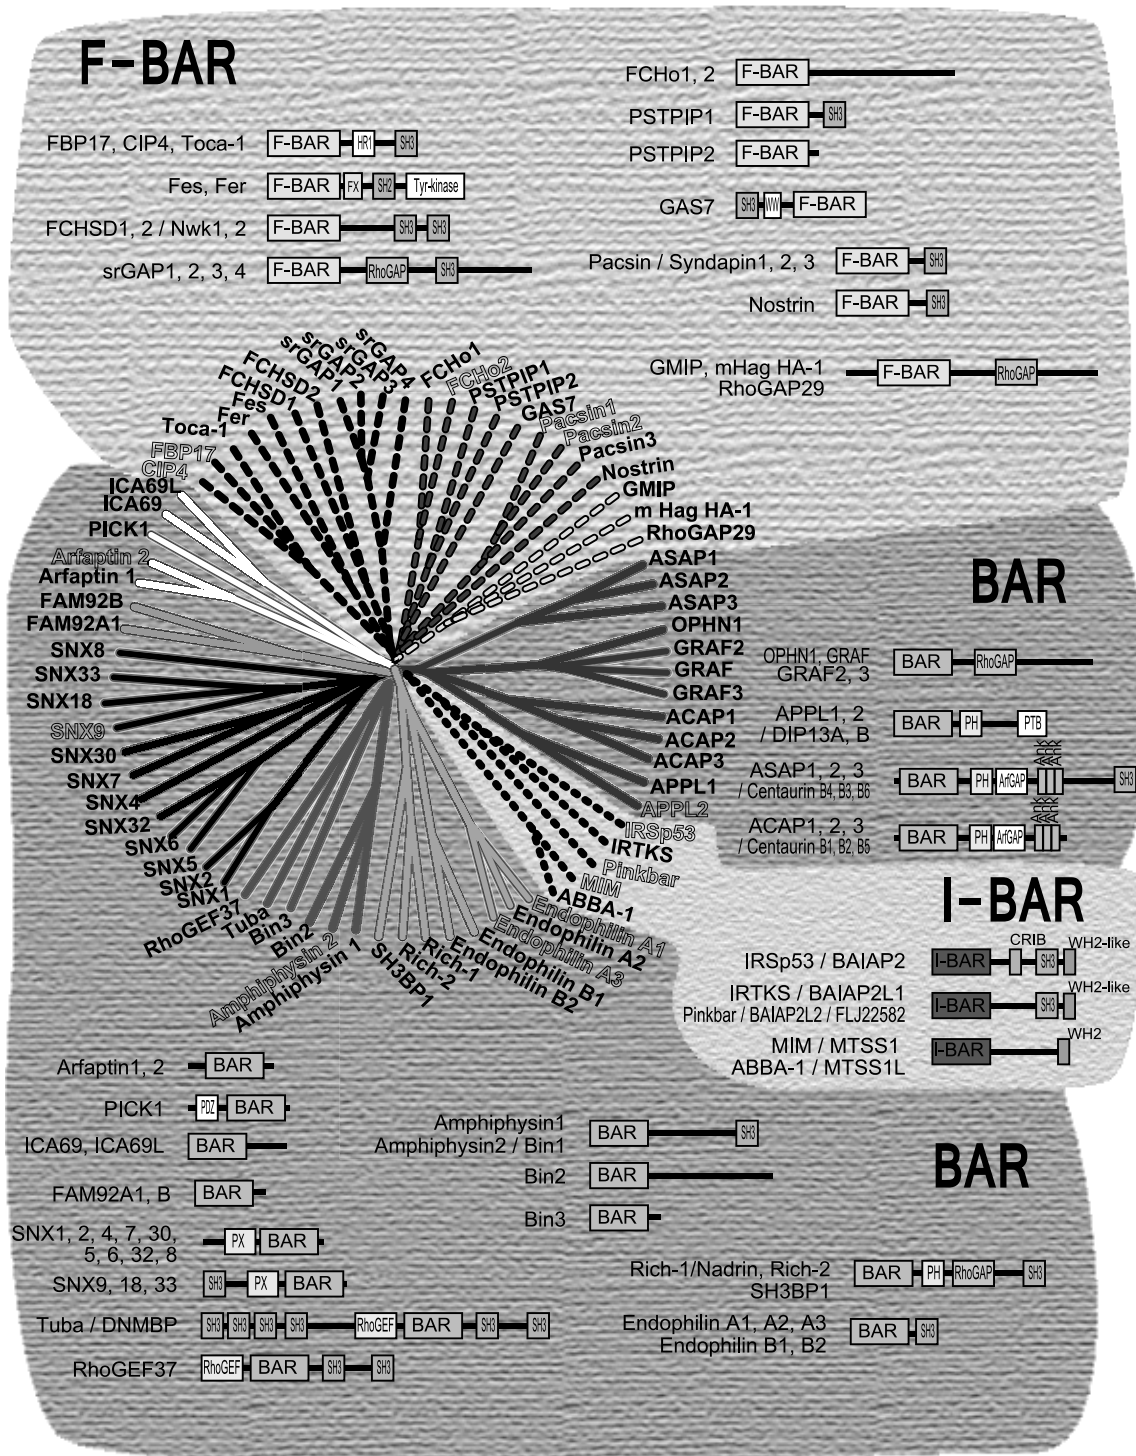 F-BAR
FBP17, CIP4, Toca-1 F-BAR HR1 SH3
Fes, Fer F-BAR FX SH2 Tyr-kinase
FCHSD1, 2 / Nwk1, 2 F-BAR SH3 SH3
srGAP1, 2, 3, 4 F-BAR RhoGAP SH3
FCHo1, 2 F-BAR
PSTPIP1 F-BAR SH3
PSTPIP2 F-BAR
GAS7 SH3 WW F-BAR
Pacsin / Syndapin1, 2, 3 F-BAR SH3
Nostrin F-BAR SH3
GMIP, mHag HA-1
RhoGAP29
F-BAR RhoGAP
ICA69L
CIP4
FBP17
Toca-1
Fer
Fes
FCHSD1
FCHSD2
srGAP1
srGAP2
srGAP3
srGAP4
FCHo1
FCHo2
PSTPIP1
PSTPIP2
GAS7
Pacsin1
Pacsin2
Pacsin3
Nostrin
GMIP
m Hag HA-1
RhoGAP29
ASAP1
ASAP2
ASAP3
OPHN1
GRAF2
GRAF
GRAF3
ACAP1
ACAP2
ACAP3
APPL1
APPL2
IRSp53
IRTKS
Pinkbar
MIM
ABBA-1
Endophilin A1
Endophilin A2
Endophilin A3
Endophilin B1
Endophilin B2
Rich-1
Rich-2
SH3BP1
Amphiphysin 1
Amphiphysin 2
Bin2
Bin3
Tuba
RhoGEF37
SNX1
SNX2
SNX5
SNX6
SNX32
SNX4
SNX7
SNX30
SNX9
SNX18
SNX33
SNX8
FAM92A1
FAM92B
Arfaptin 1
Arfaptin 2
PICK1
ICA69
BAR
OPHN1, GRAF
GRAF2, 3
BAR RhoGAP
APPL1, 2
/ DIP13A, B
BAR PH PTB
ASAP1, 2, 3
/ Centaurin B4, B3, B6
BAR PH ArfGAP Ank Ank Ank SH3
ACAP1, 2, 3
/ Centaurin B1, B2, B5
BAR PH ArfGAP Ank Ank Ank
I-BAR
IRSp53 / BAIAP2 I-BAR CRIB SH3 WH2-like
IRTKS / BAIAP2L1
Pinkbar / BAIAP2L2 / FLJ22582
I-BAR SH3 WH2-like
MIM / MTSS1
ABBA-1 / MTSS1L
I-BAR WH2
Arfaptin1, 2 BAR
PICK1 PDZ BAR
ICA69, ICA69L BAR
FAM92A1, B BAR
SNX1, 2, 4, 7, 30,
5, 6, 32, 8
PX BAR
SNX9, 18, 33 SH3 PX BAR
Tuba / DNMBP SH3 SH3 SH3 SH3 RhoGEF BAR SH3 SH3
RhoGEF37 RhoGEF BAR SH3 SH3
Amphiphysin1
Amphiphysin2 / Bin1
BAR SH3
Bin2 BAR
Bin3 BAR
BAR
Rich-1/Nadrin, Rich-2
SH3BP1
BAR PH RhoGAP SH3
Endophilin A1, A2, A3
Endophilin B1, B2
BAR SH3